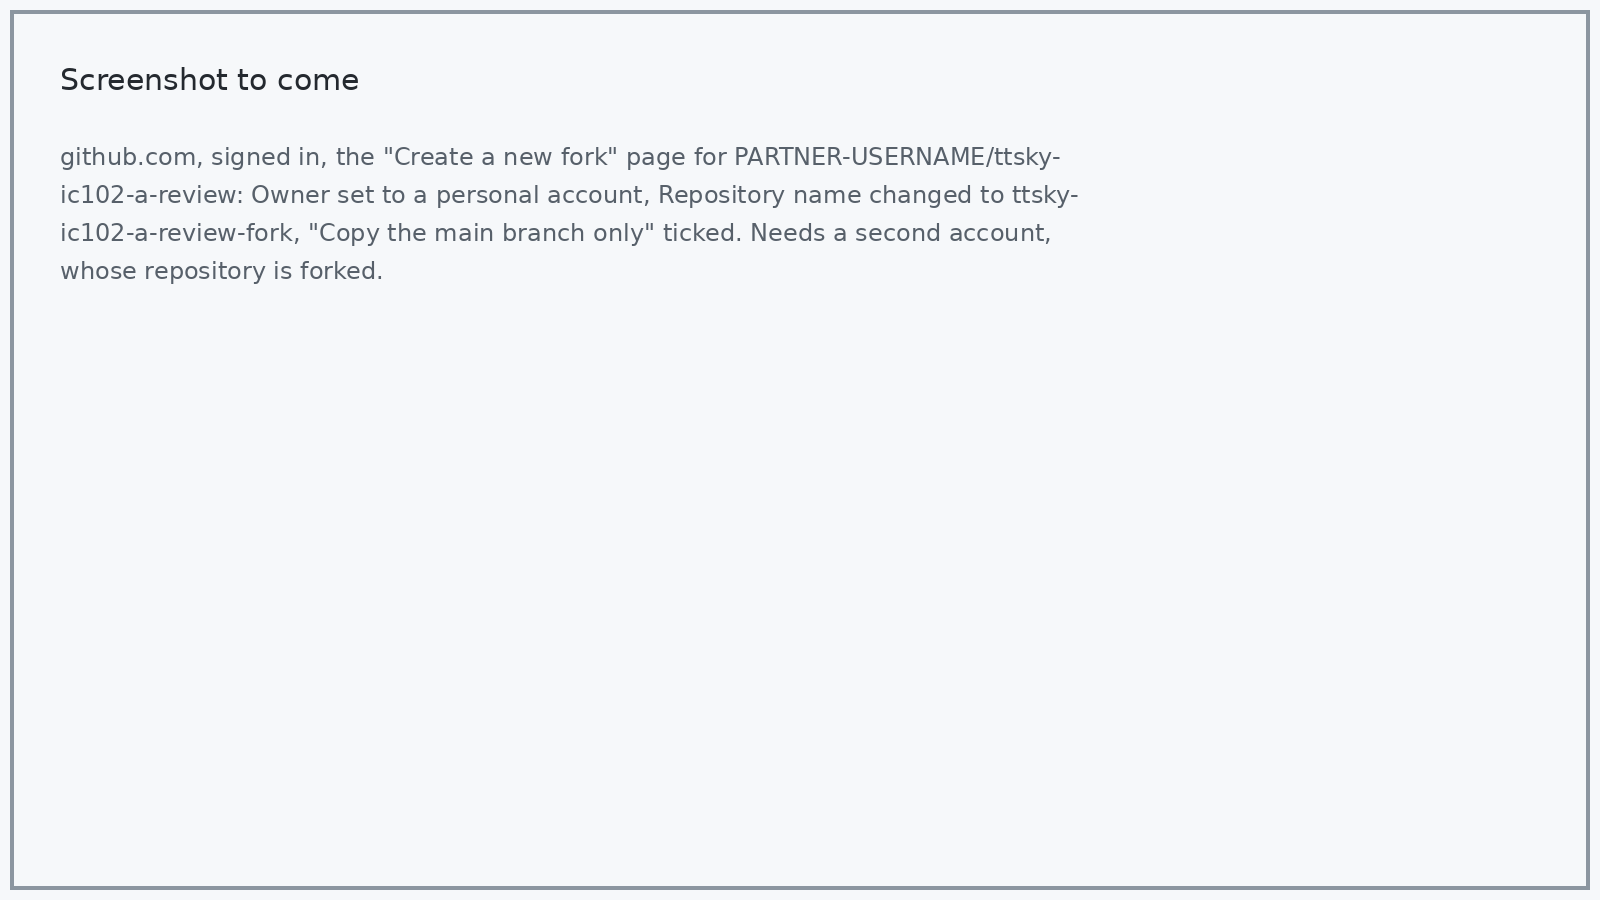 Screenshot to come
github.com, signed in, the "Create a new fork" page for PARTNER-USERNAME/ttsky-
ic102-a-review: Owner set to a personal account, Repository name changed to ttsky-
ic102-a-review-fork, "Copy the main branch only" ticked. Needs a second account,
whose repository is forked.